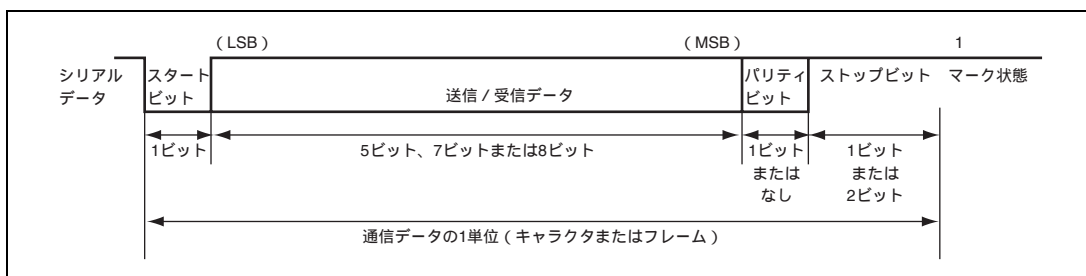 (LSB)
(MSB)
1
シリアル
データ
スタート
ビット
送信 / 受信データ
パリティ
ビット
ストップビット
マーク状態
1ビット
5ビット、7ビットまたは8ビット
1ビット
または
なし
1ビット
または
2ビット
通信データの1単位(キャラクタまたはフレーム)